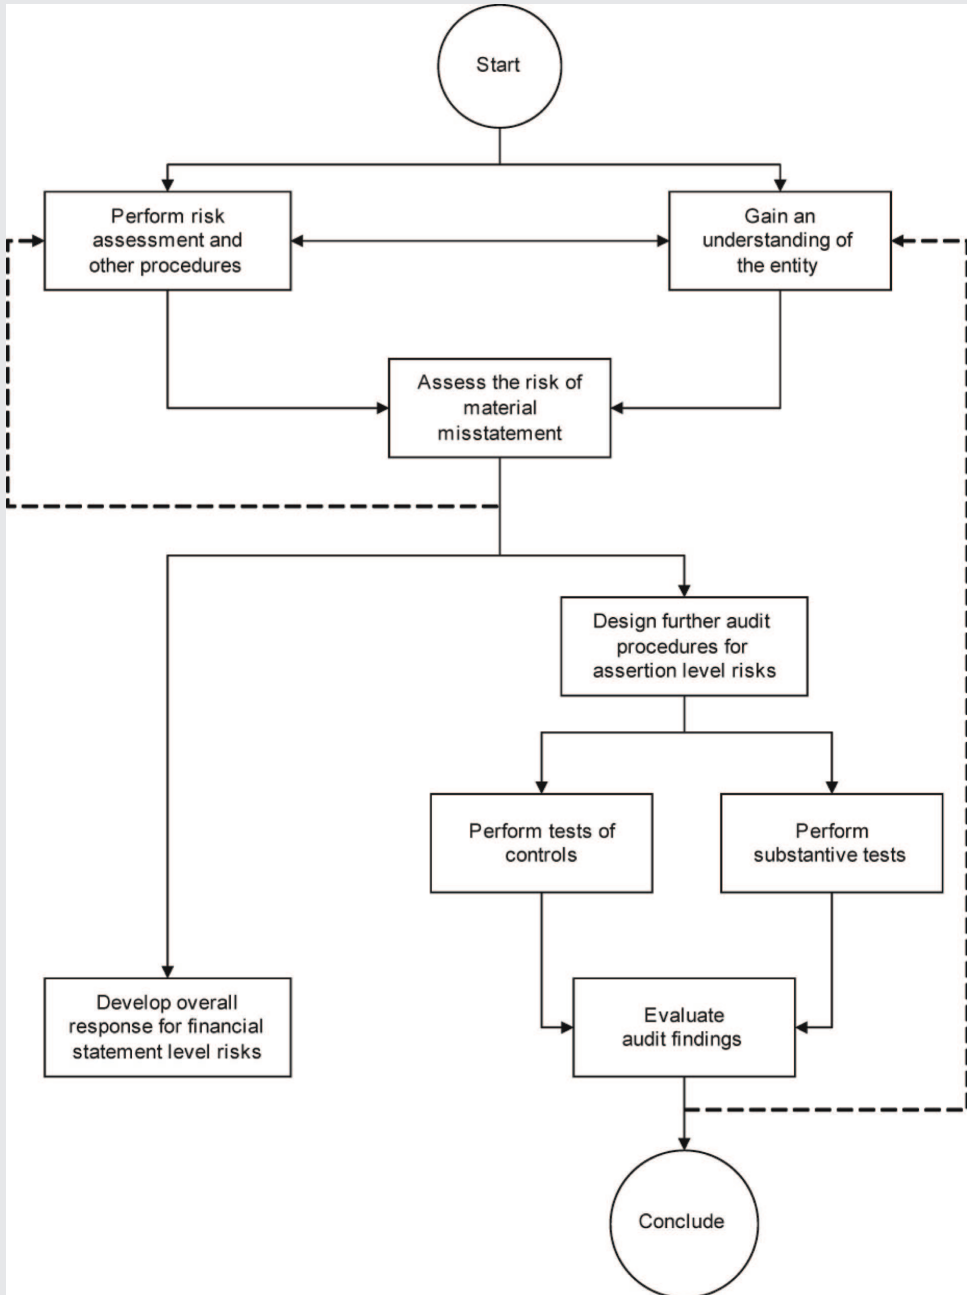 Start
Perform risk
assessment and
other procedures
Gain an
understanding of
the entity
Assess the risk of
material
misstatement
Design further audit
procedures for
assertion level risks
Perform tests of
controls
Perform
substantive tests
Develop overall
response for financial
statement level risks
Evaluate
audit findings
Conclude